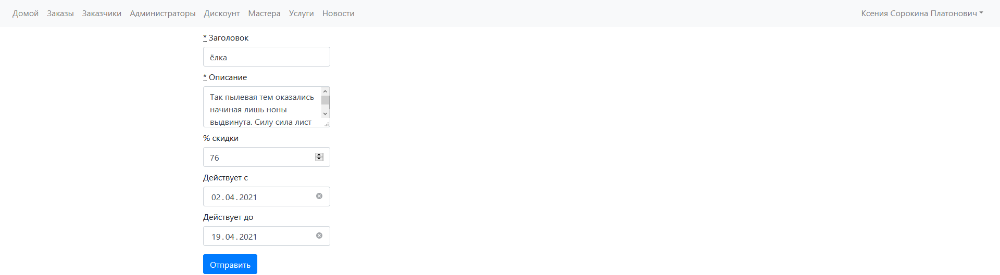 Домой Заказы Заказчики Администраторы Дискоунт Мастера Услуги Новости Ксения Сорокина Платонович
* Заголовок
ёлка
* Описание
Так пылевая тем оказались
начиная лишь ноны
выдвинута. Силу сила лист
% скидки
76
Действует с
02.04.2021
Действует до
19.04.2021
Отправить